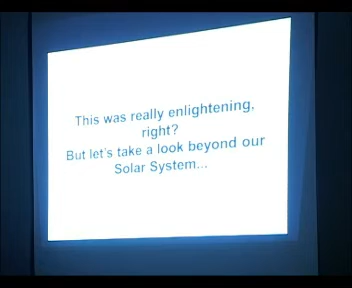 This was really enlightening,
right?
But let's take a look beyond our
Solar System...